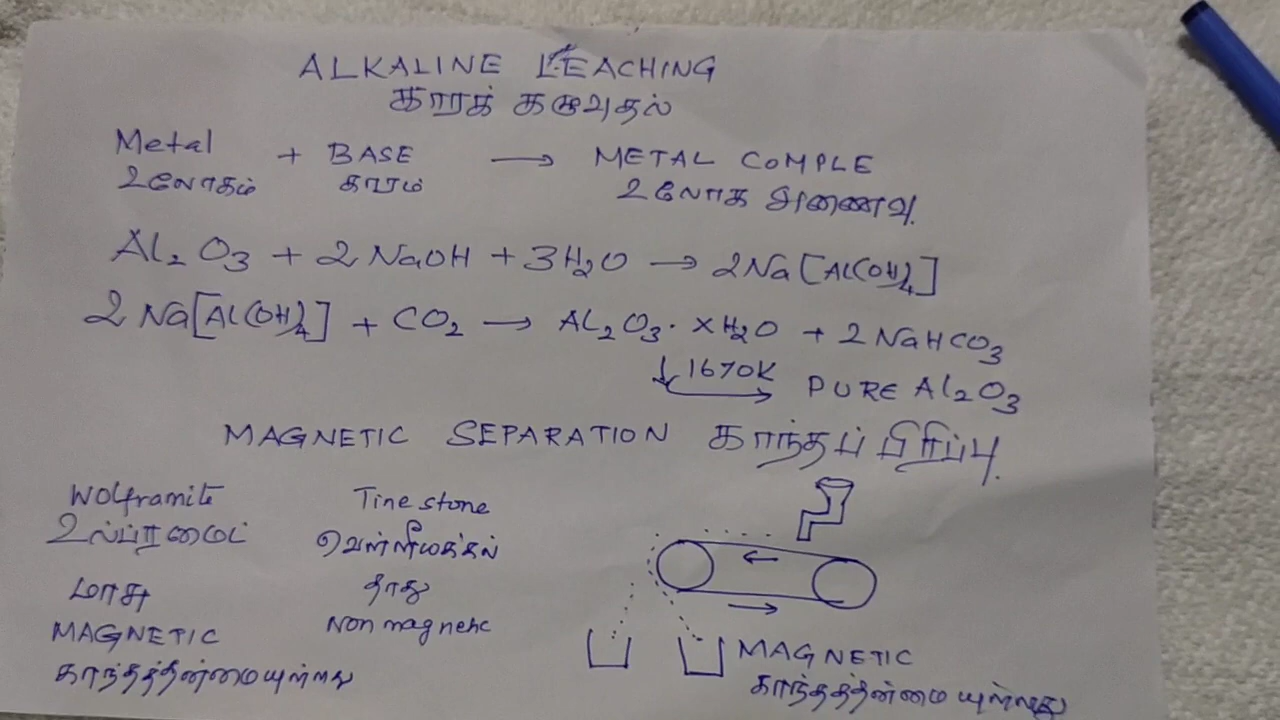 ALKALINE LEACHING
காரக் கழுவுதல்
Metal + BASE → METAL COMPLE
உலோகம் காரம் உலோக அணைவு
Al₂O₃ + 2NaOH + 3H₂O → 2Na[Al(OH)₄]
2Na[Al(OH)₄] + CO₂ → Al₂O₃·XH₂O + 2NaHCO₃
↓ 1670K → PURE Al₂O₃
MAGNETIC SEPARATION காந்தப் பிரிப்பு
Wolframite Tine stone
உல்ப்ரமைட் வெள்ளீயக்கல்
மாசு தாது
MAGNETIC Non magnetic
காந்தத்தன்மையுள்ளது
MAGNETIC
காந்தத்தன்மையுள்ளது